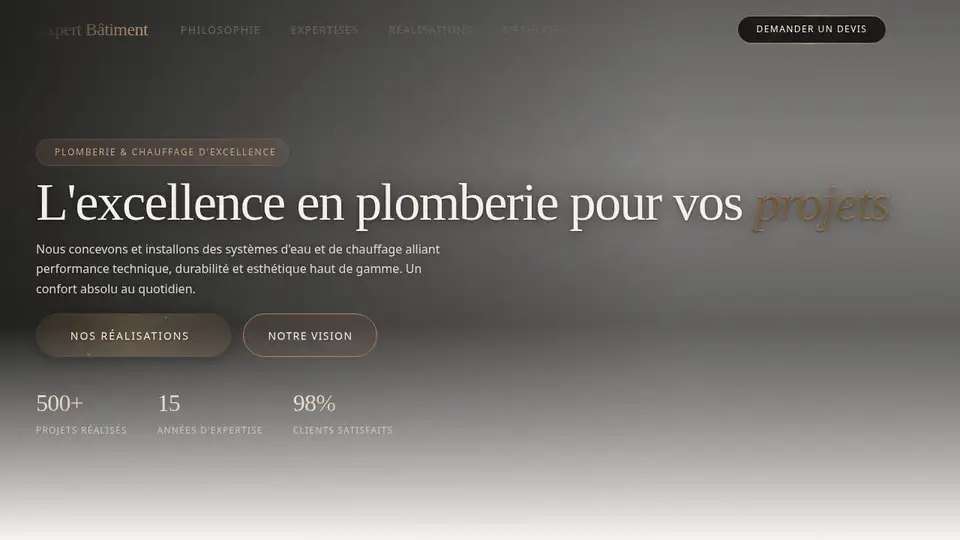 Expert Bâtiment
PHILOSOPHIE
EXPERTISES
RÉALISATIONS
DEMANDER UN DEVIS
PLOMBERIE & CHAUFFAGE D'EXCELLENCE
L'excellence en plomberie pour vos projets
Nous concevons et installons des systèmes d'eau et de chauffage alliant
performance technique, durabilité et esthétique haut de gamme. Un
confort absolu au quotidien.
NOS RÉALISATIONS
NOTRE VISION
500+
15
98%
PROJETS RÉALISÉS
ANNÉES D'EXPERTISE
CLIENTS SATISFAITS